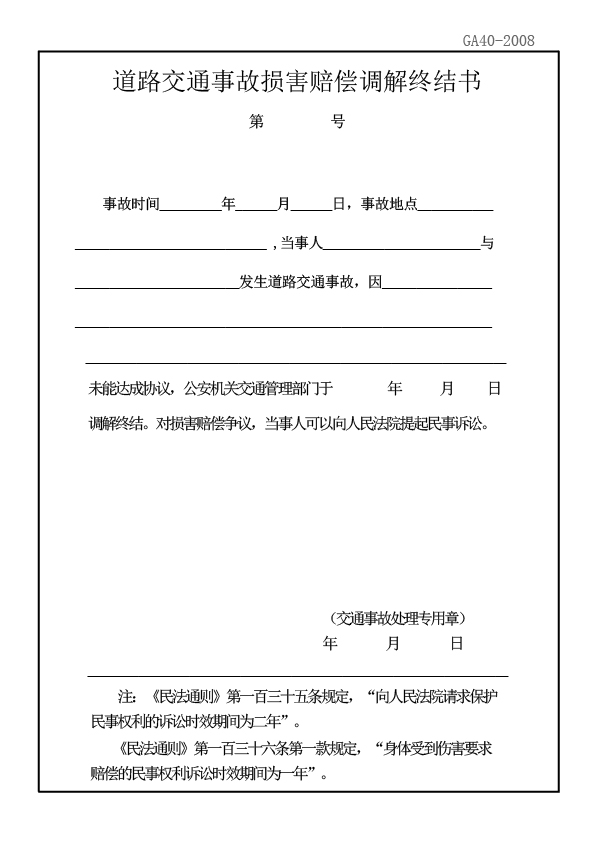 GA40-2008
道路交通事故损害赔偿调解终结书
第 号
事故时间_________年______月______日，事故地点___________
____________________________,当事人_______________________与
________________________发生道路交通事故，因________________
_____________________________________________________________
_____________________________________________________________
未能达成协议，公安机关交通管理部门于 年 月 日
调解终结。对损害赔偿争议，当事人可以向人民法院提起民事诉讼。
（交通事故处理专用章）
年 月 日
注：《民法通则》第一百三十五条规定，“向人民法院请求保护
民事权利的诉讼时效期间为二年”。
《民法通则》第一百三十六条第一款规定，“身体受到伤害要求
赔偿的民事权利诉讼时效期间为一年”。